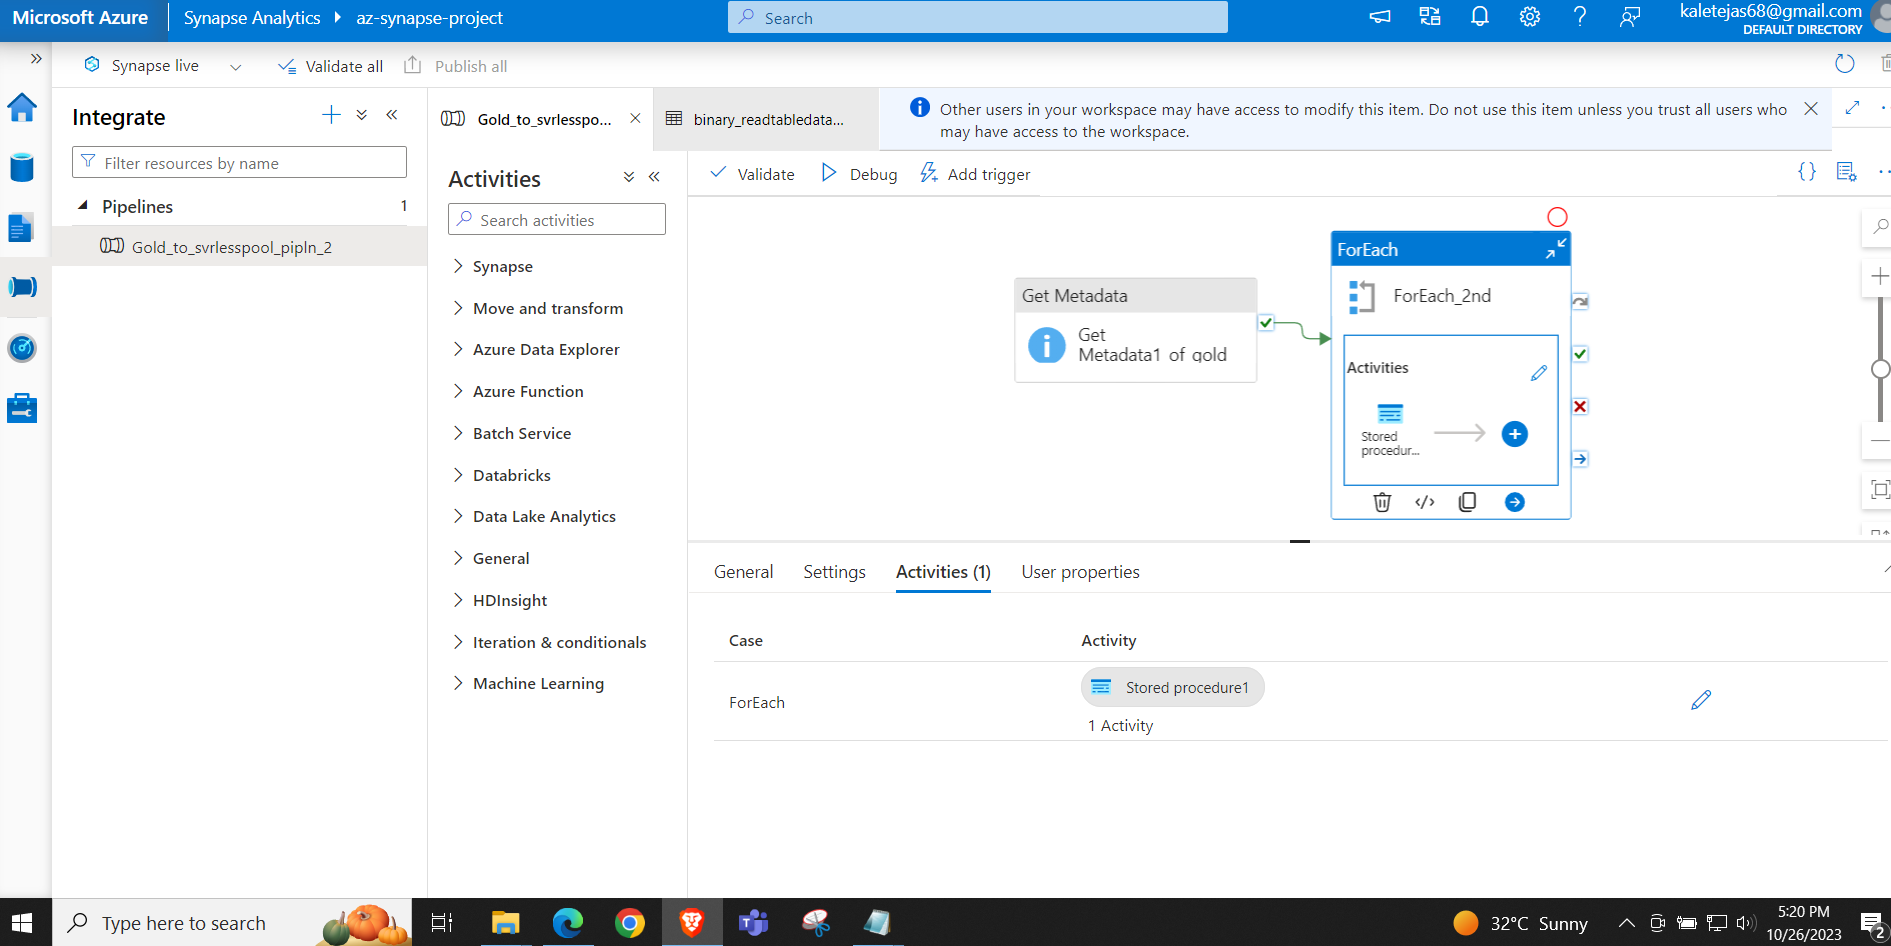 Microsoft Azure
Synapse Analytics
az-synapse-project
Search
kaletejas68@gmail.com
DEFAULT DIRECTORY
Synapse live
Validate all
Publish all
Integrate
Filter resources by name
Pipelines
1
Gold_to_svrlesspool_pipln_2
Gold_to_svrlesspo...
binary_readtabledata...
Other users in your workspace may have access to modify this item. Do not use this item unless you trust all users who
may have access to the workspace.
Activities
Search activities
Synapse
Move and transform
Azure Data Explorer
Azure Function
Batch Service
Databricks
Data Lake Analytics
General
HDInsight
Iteration & conditionals
Machine Learning
Validate
Debug
Add trigger
Get Metadata
Get
Metadata1_of_gold
ForEach
ForEach_2nd
Activities
Stored
procedur...
General
Settings
Activities (1)
User properties
Case
Activity
ForEach
Stored procedure1
1 Activity
Type here to search
32°C Sunny
5:20 PM
10/26/2023
2